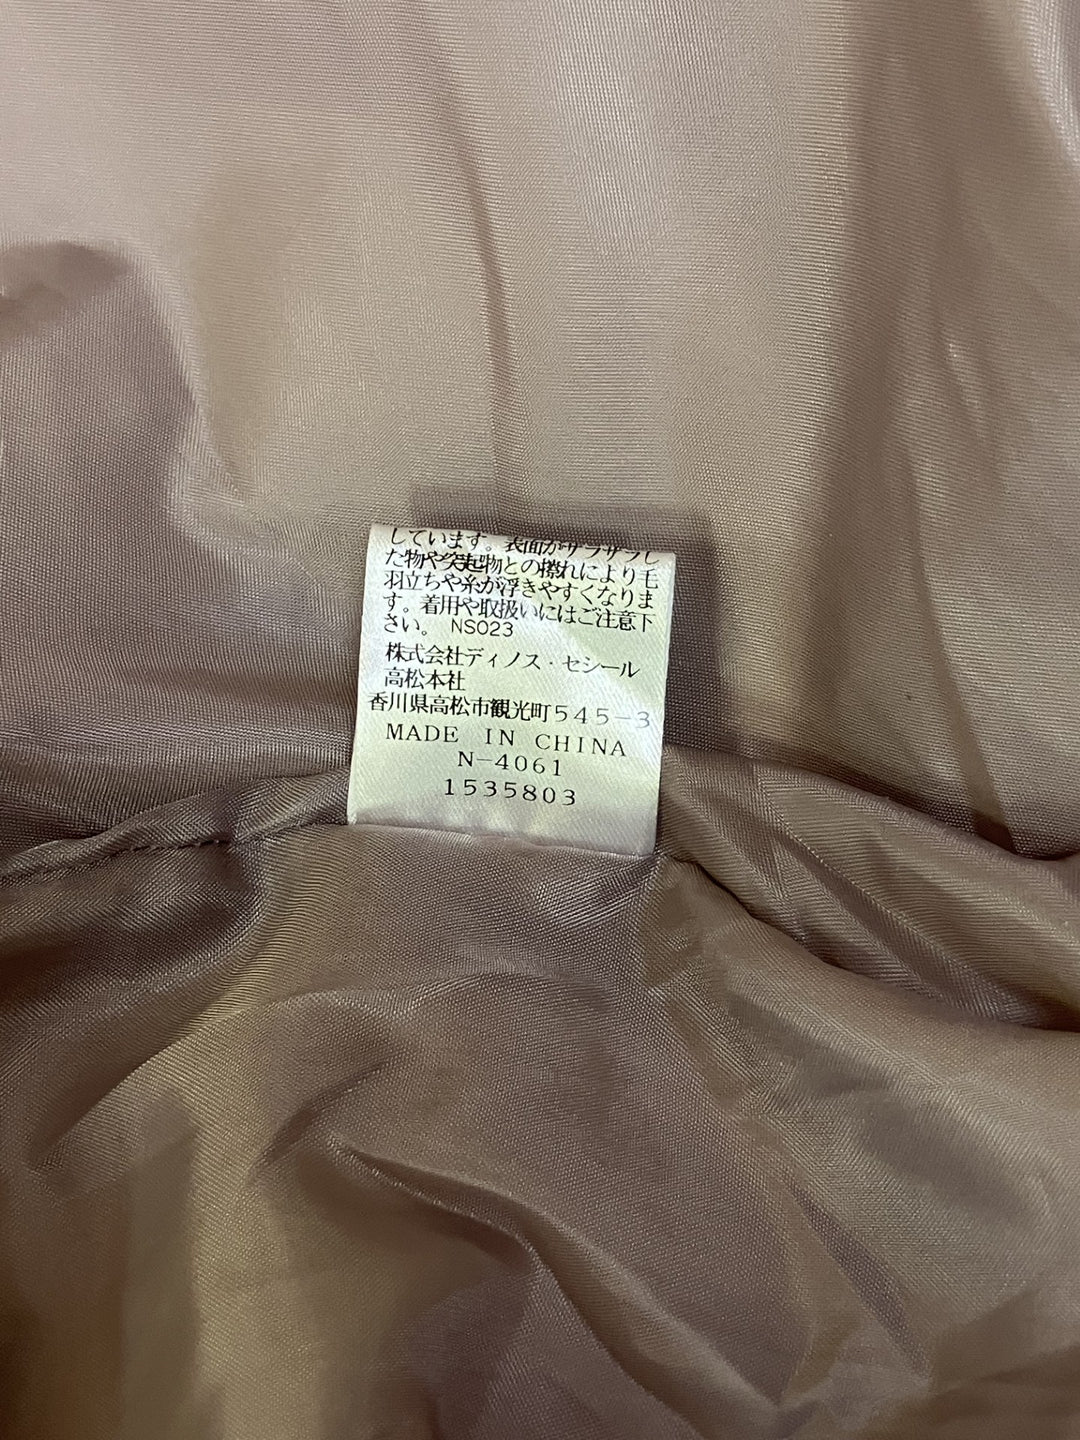 しています。表面がザラザラし
た物や突起物との擦れにより毛
羽立ちや糸が浮きやすくなりま
す。着用や取扱いにはご注意下
さい。 NS023
株式会社ディノス・セシール
高松本社
香川県高松市観光町545-3
MADE IN CHINA
N-4061
1535803